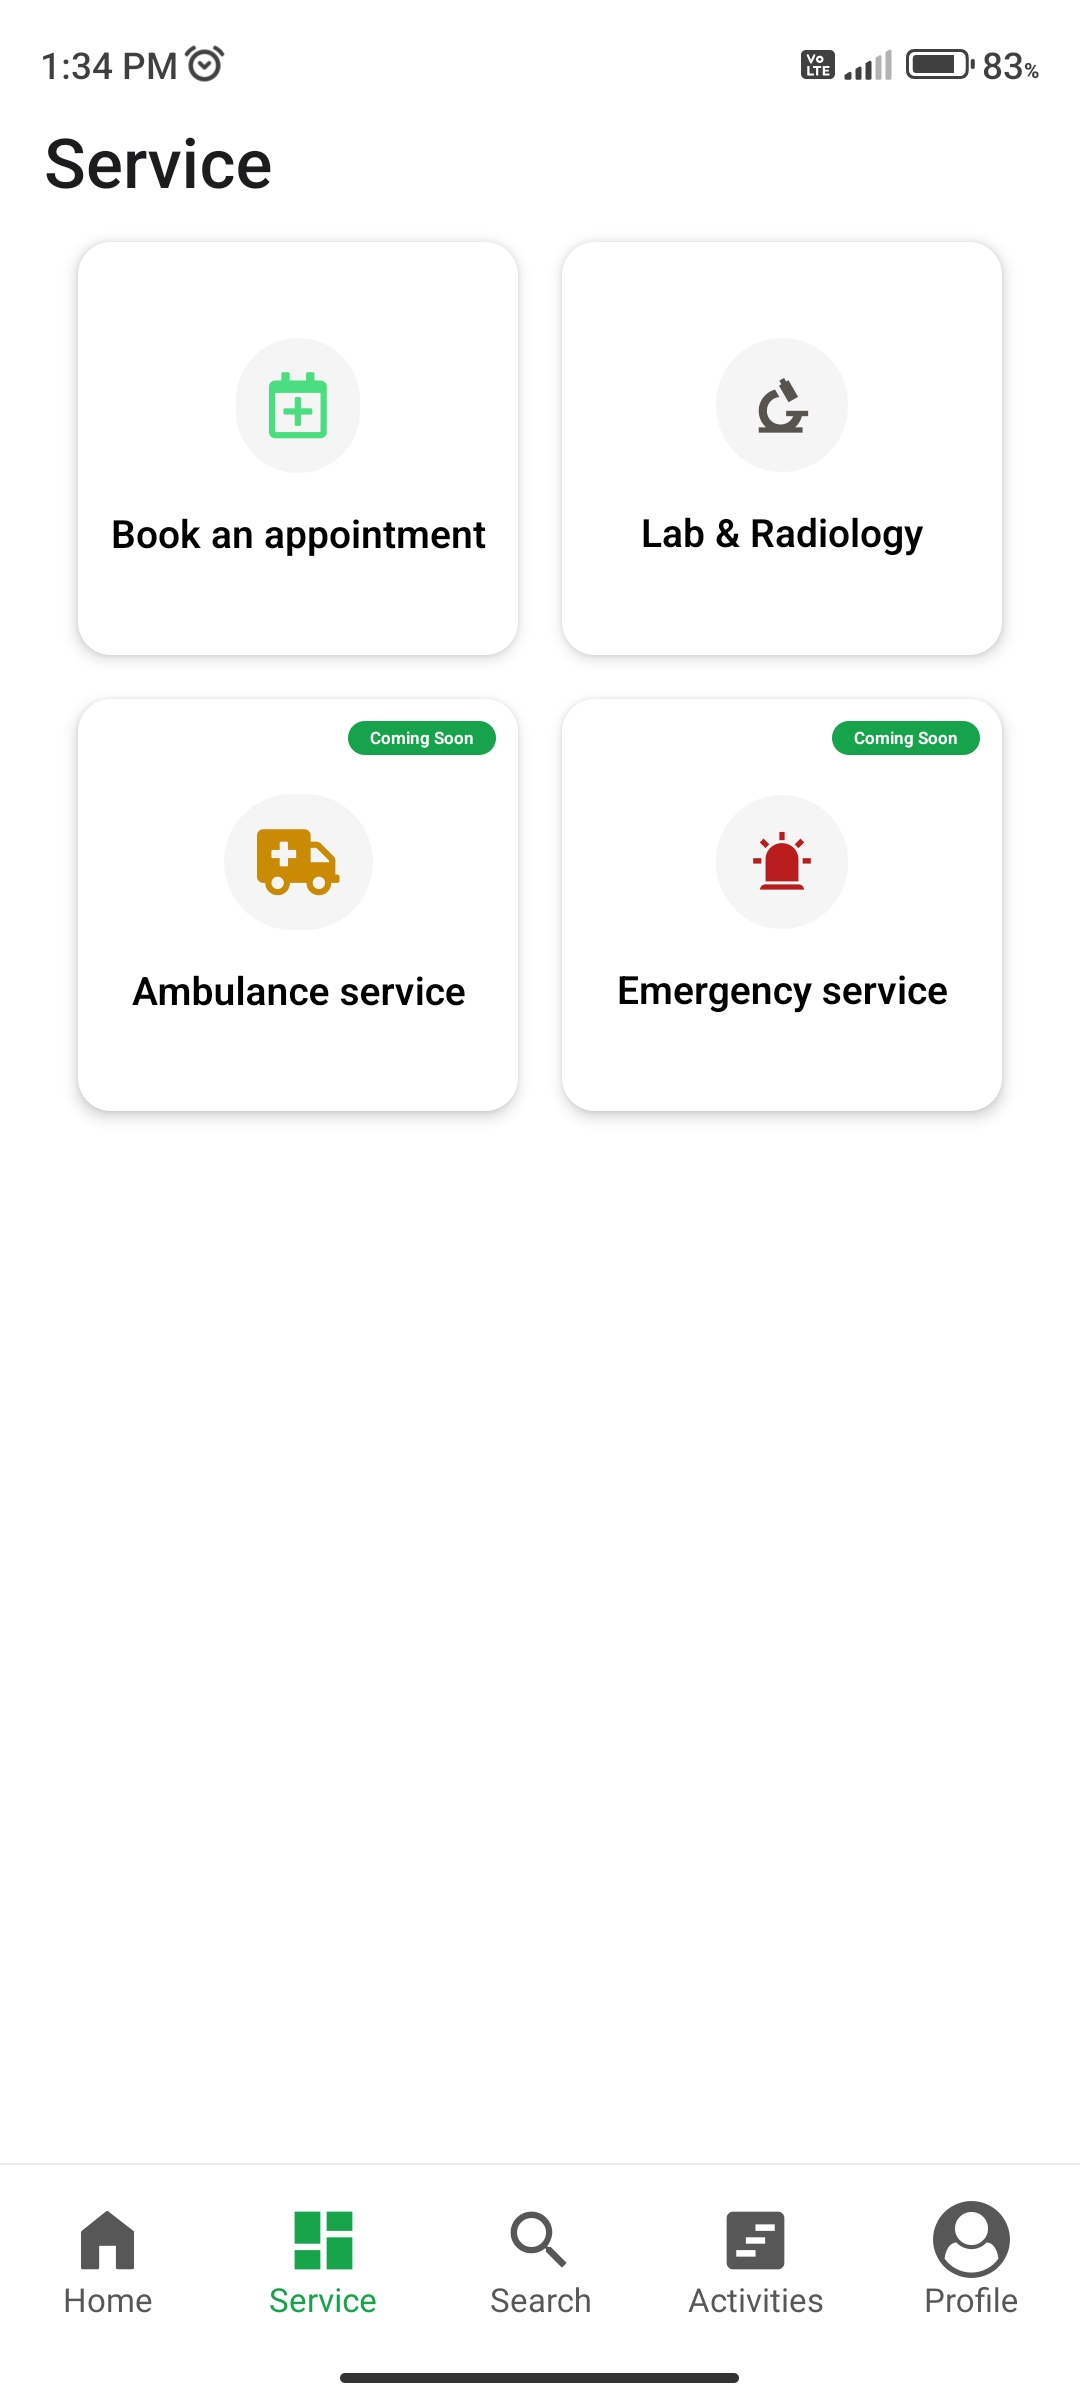 1:34 PM
Vo LTE
83%
Service
Book an appointment
Lab & Radiology
Coming Soon
Coming Soon
Ambulance service
Emergency service
Home
Service
Search
Activities
Profile